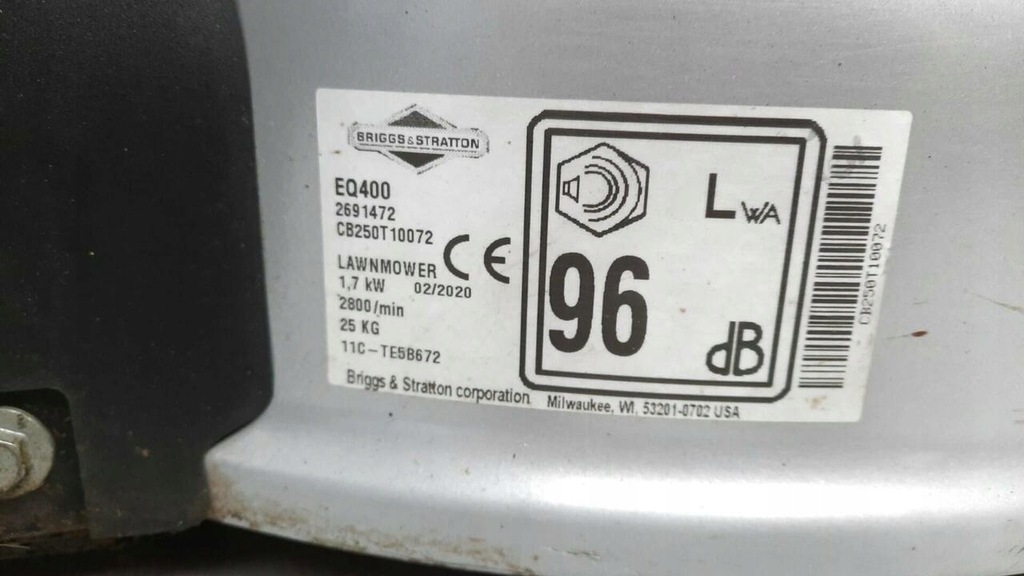 BRIGGS & STRATTON
EQ400
2691472
CB250T10072
CE
LAWNMOWER
1,7 kW 02/2020
2800/min
25 KG
11C-TE5B672
Briggs & Stratton corporation Milwaukee, WI, 53201-0702 USA
LWA
96
dB
CB250T10072